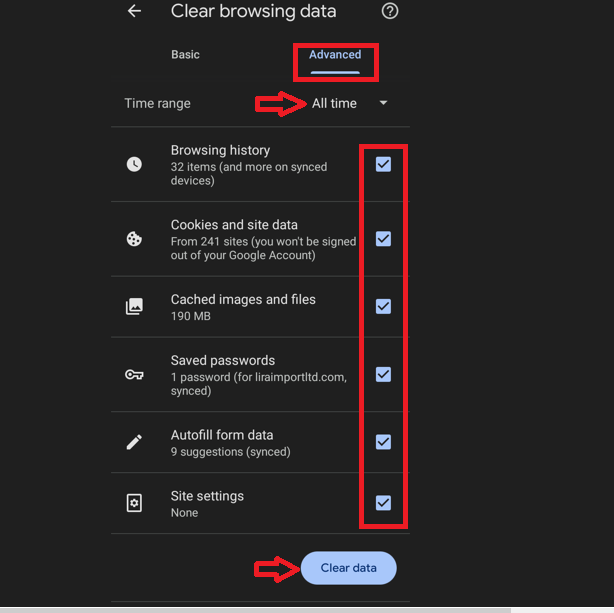 Clear browsing data
Basic
Advanced
Time range
All time
Browsing history
32 items (and more on synced
devices)
Cookies and site data
From 241 sites (you won't be signed
out of your Google Account)
Cached images and files
190 MB
Saved passwords
1 password (for liraimportltd.com,
synced)
Autofill form data
9 suggestions (synced)
Site settings
None
Clear data